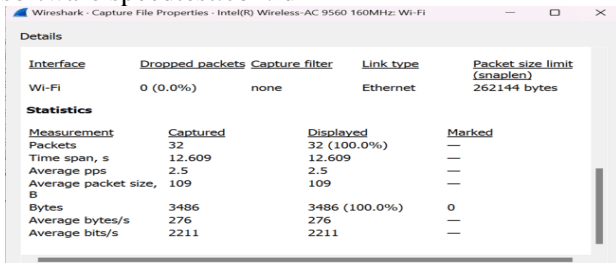 Wireshark · Capture File Properties · Intel(R) Wireless-AC 9560 160MHz: Wi-Fi
Details
Interface Dropped packets Capture filter Link type Packet size limit (snaplen)
Wi-Fi 0 (0.0%) none Ethernet 262144 bytes
Statistics
Measurement Captured Displayed Marked
Packets 32 32 (100.0%) —
Time span, s 12.609 12.609 —
Average pps 2.5 2.5 —
Average packet size, B 109 109 —
Bytes 3486 3486 (100.0%) 0
Average bytes/s 276 276 —
Average bits/s 2211 2211 —